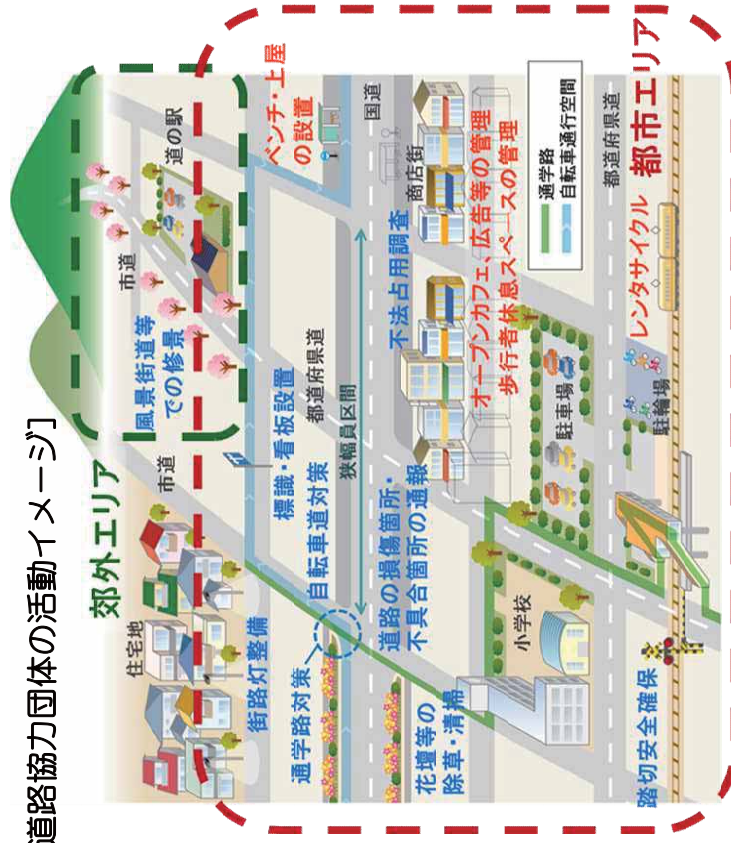 道路協力団体の活動イメージ]
郊外エリア
住宅地
市道
風景街道等
での修景
市道
道の駅
街路灯整備
標識・看板設置
ベンチ・上屋
の設置
通学路対策
自転車道対策
都道府県道
狭幅員区間
国道
花壇等の
除草・清掃
道路の損傷箇所・
不具合箇所の通報
不法占用調査
商店街
オープンカフェ、広告等の管理
歩行者休息スペースの管理
小学校
駐車場
通学路
自転車通行空間
都道府県道
踏切安全確保
駐輪場
レンタサイクル
都市エリア